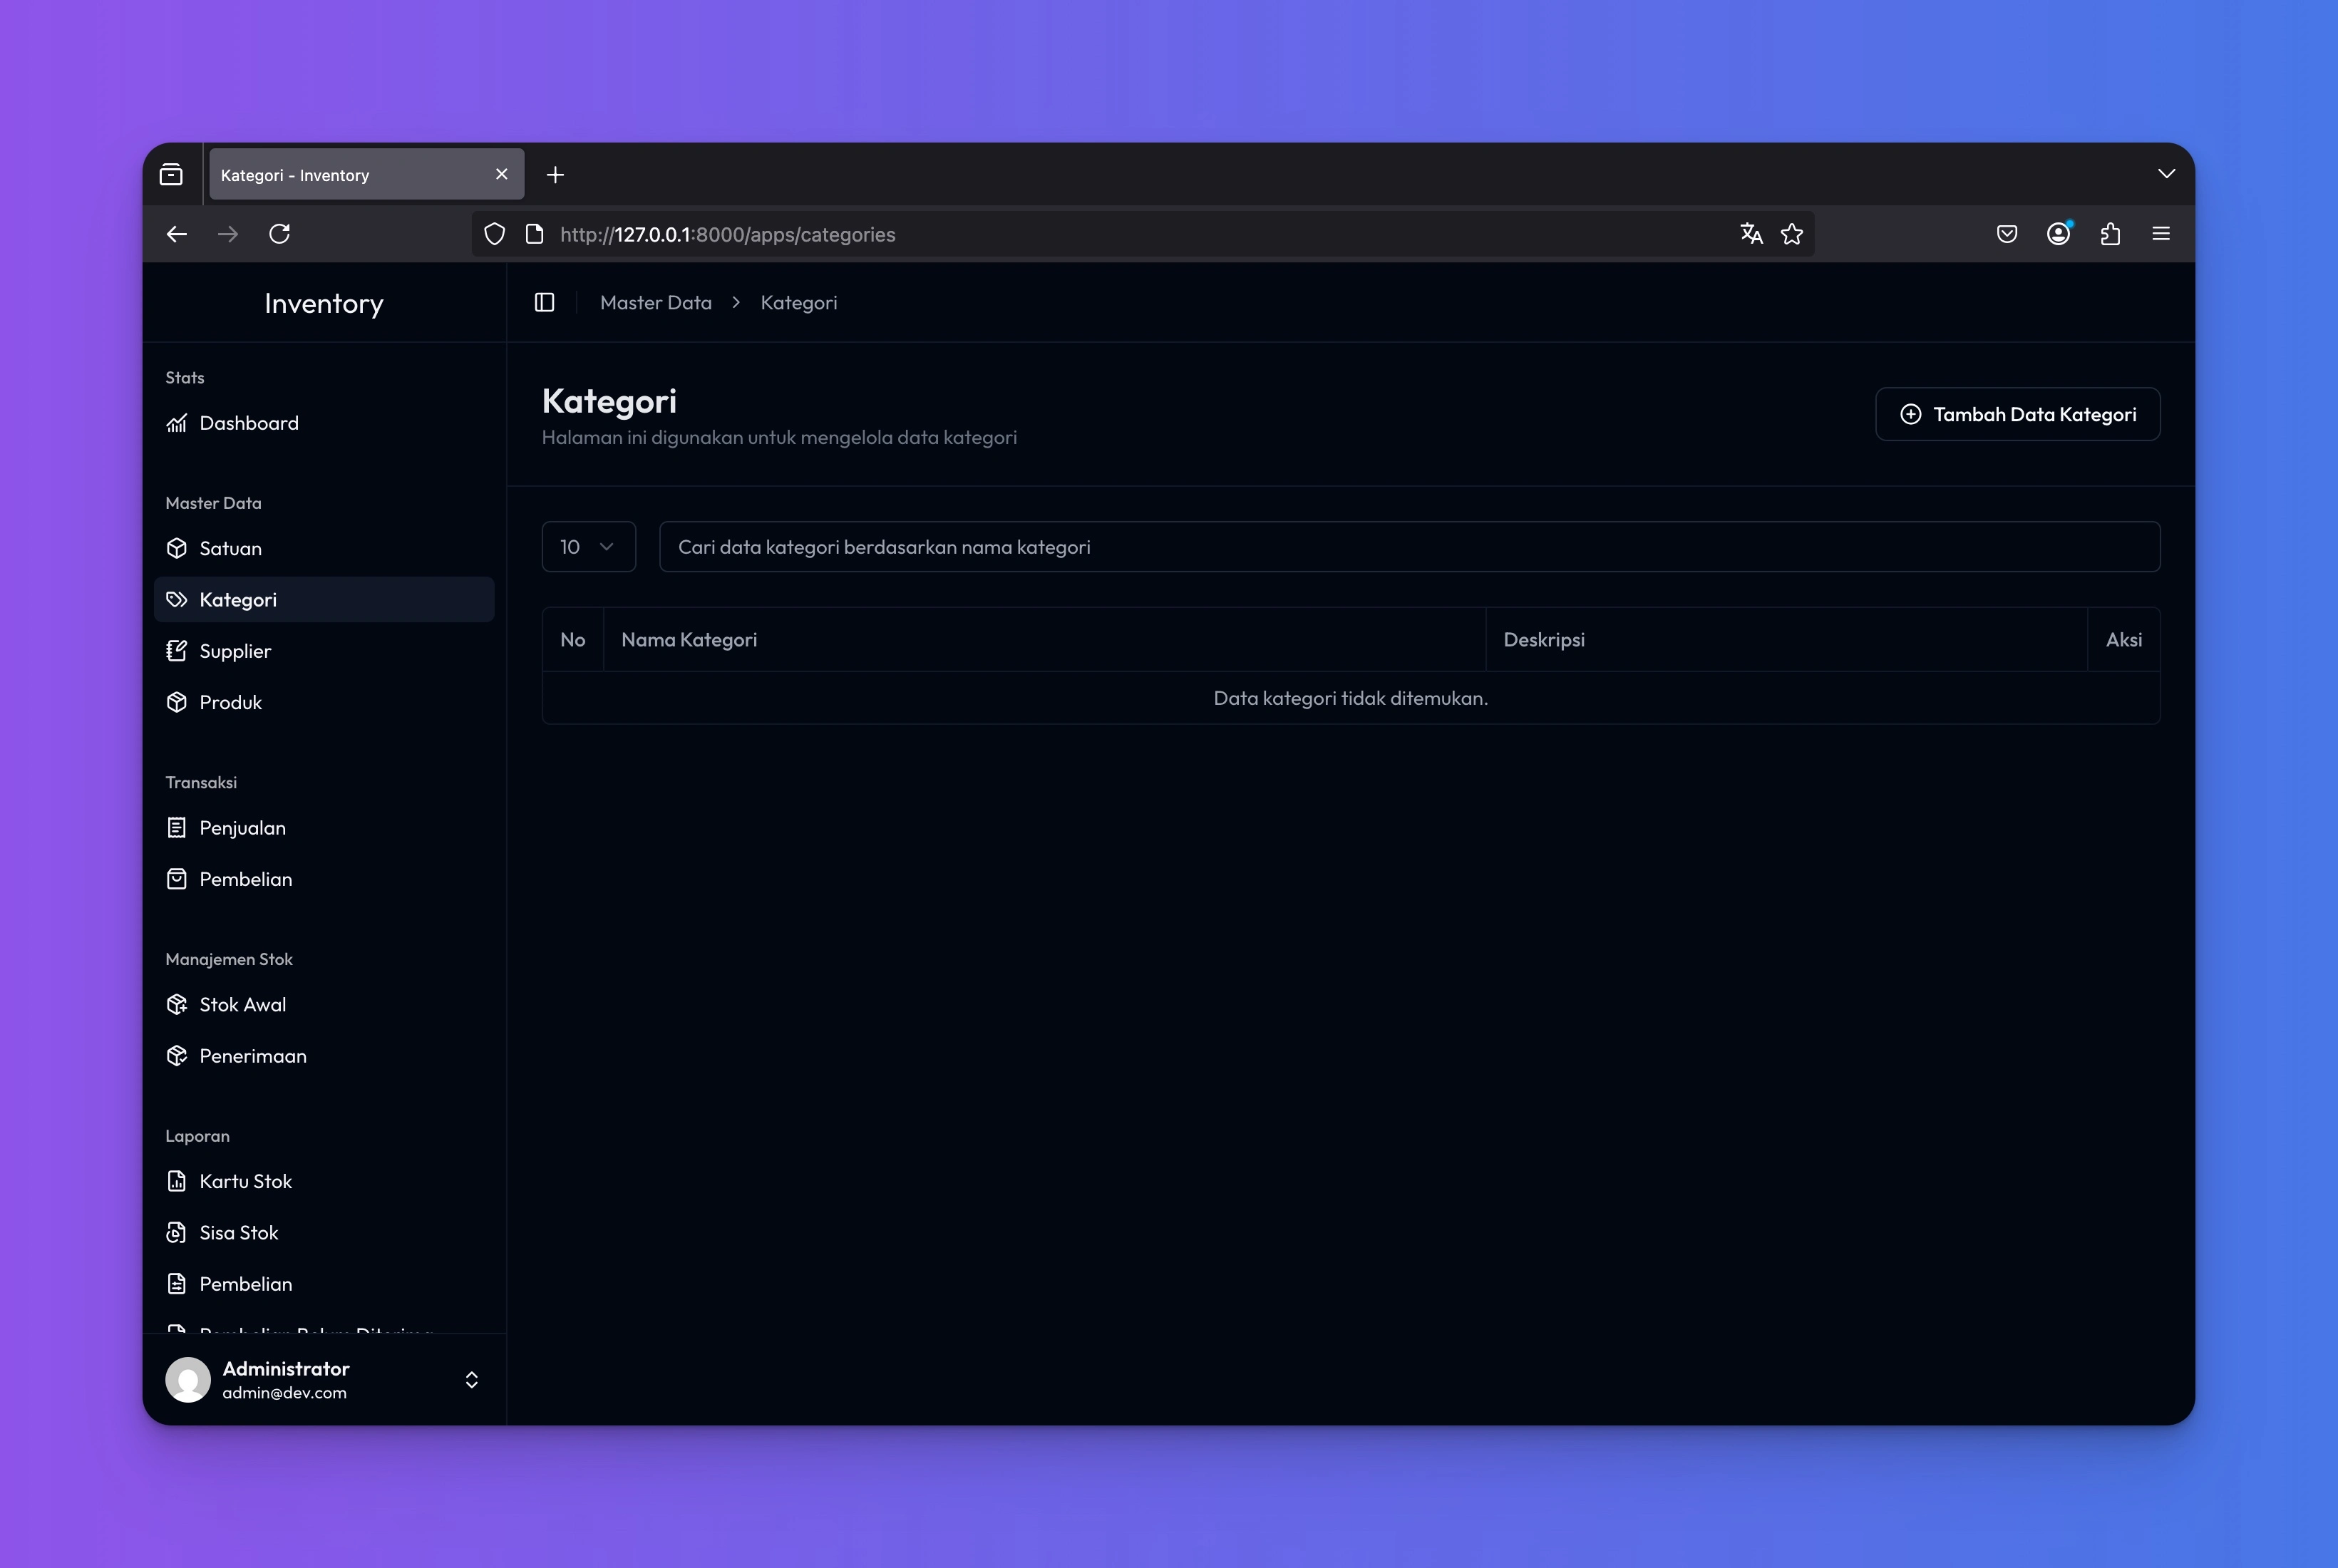 Kategori - Inventory
http://127.0.0.1:8000/apps/categories
Inventory
Stats
Dashboard
Master Data
Satuan
Kategori
Supplier
Produk
Transaksi
Penjualan
Pembelian
Manajemen Stok
Stok Awal
Penerimaan
Laporan
Kartu Stok
Sisa Stok
Pembelian
Pembelian Belum Diterima
Administrator
admin@dev.com
Master Data > Kategori
Kategori
Halaman ini digunakan untuk mengelola data kategori
Tambah Data Kategori
10
Cari data kategori berdasarkan nama kategori
No Nama Kategori Deskripsi Aksi
Data kategori tidak ditemukan.